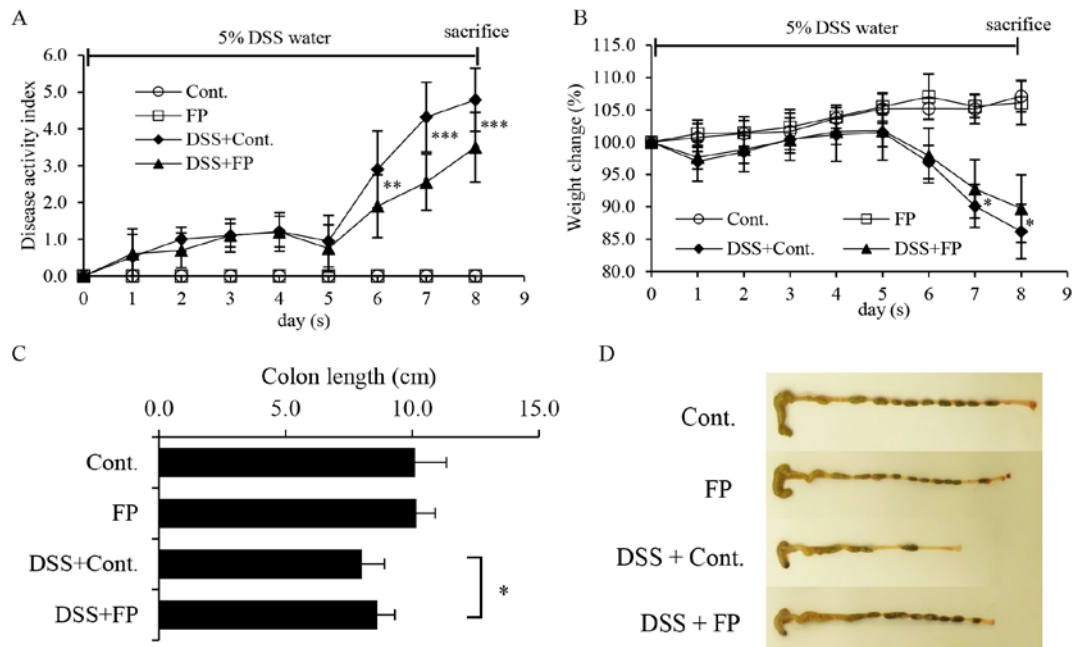 A
5% DSS water
sacrifice
6.0
5.0
4.0
3.0
2.0
1.0
0.0
Disease activity index
Cont.
FP
DSS+Cont.
DSS+FP
**
***
***
0 1 2 3 4 5 6 7 8 9
day (s)
B
5% DSS water
sacrifice
115.0
110.0
105.0
100.0
95.0
90.0
85.0
80.0
Weight change (%)
Cont.
FP
DSS+Cont.
DSS+FP
*
*
0 1 2 3 4 5 6 7 8 9
day (s)
C
Colon length (cm)
0.0 5.0 10.0 15.0
Cont.
FP
DSS+Cont.
DSS+FP
*
D
Cont.
FP
DSS + Cont.
DSS + FP